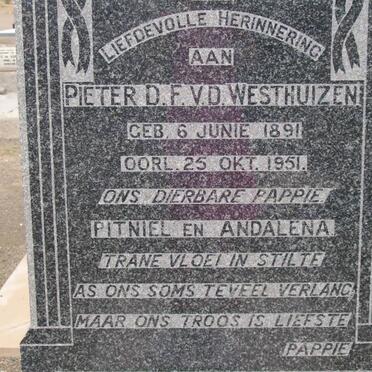 LIEFDEVOLLE HERINNERING
AAN
PIETER D. F. V. D. WESTHUIZEN
GEB. 6 JUNIE 1891
OORL. 25 OKT. 1951.
ONS DIERBARE PAPPIE
PITNIEL EN ANDALENA
TRANE VLOEI IN STILTE
AS ONS SOMS TEVEEL VERLANG
MAAR ONS TROOS IS LIEFSTE
PAPPIE